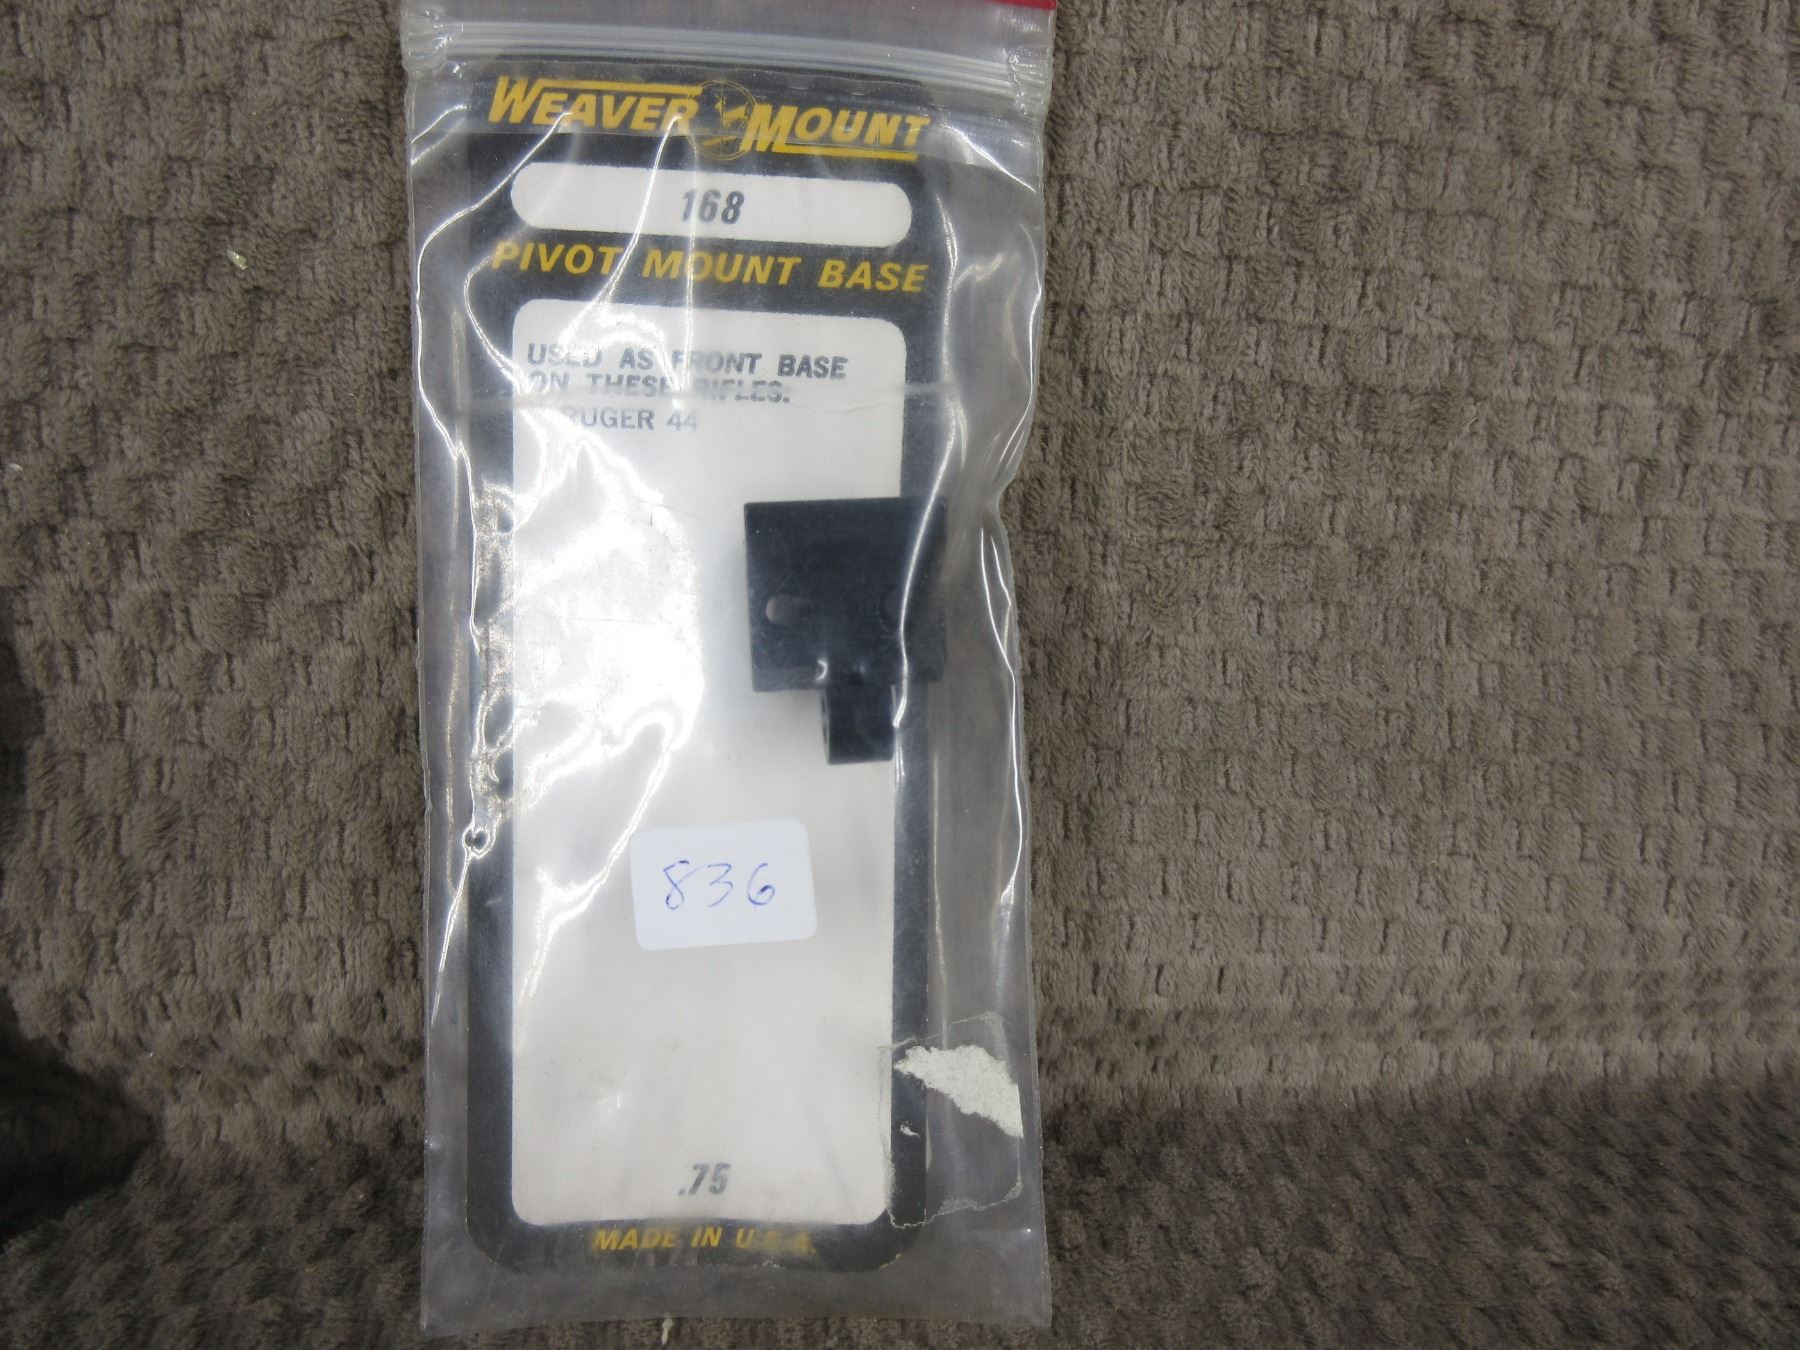 WEAVER MOUNT
168
PIVOT MOUNT BASE
USED AS FRONT BASE
ON THESE RIFLES.
RUGER 44
836
.75
MADE IN U.S.A.